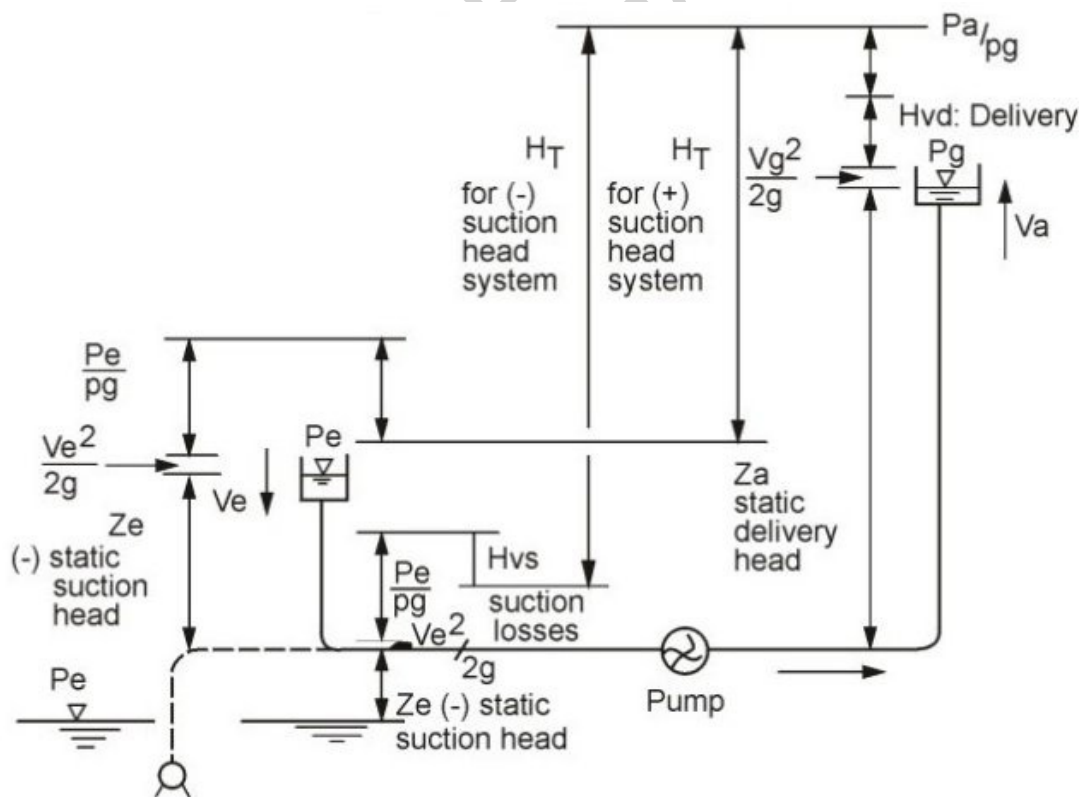 Pa/pg
Hvd: Delivery
HT
for (-)
suction
head
system
HT
for (+)
suction
head
system
Vg²
2g
Pg
Va
Pe
pg
Ve²
2g
Ze
(-) static
suction
head
Pe
Ve
Pe
pg
Hvs
suction
losses
Ve²/
2g
Za
static
delivery
head
Pump
Pe
Ze (-) static
suction head